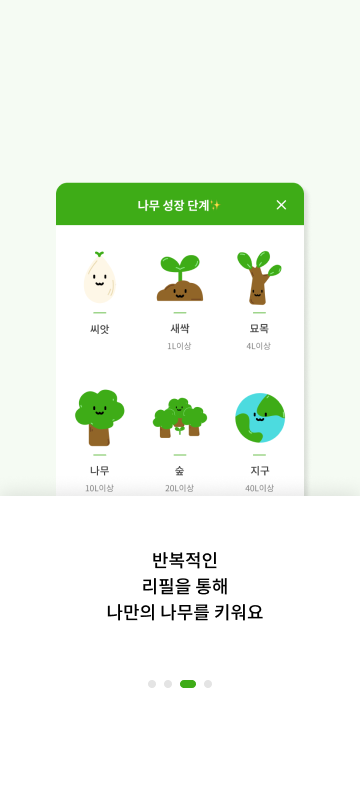 나무 성장 단계✨
씨앗 새싹 묘목
1L이상 4L이상
나무 숲 지구
10L이상 20L이상 40L이상
반복적인
리필을 통해
나만의 나무를 키워요